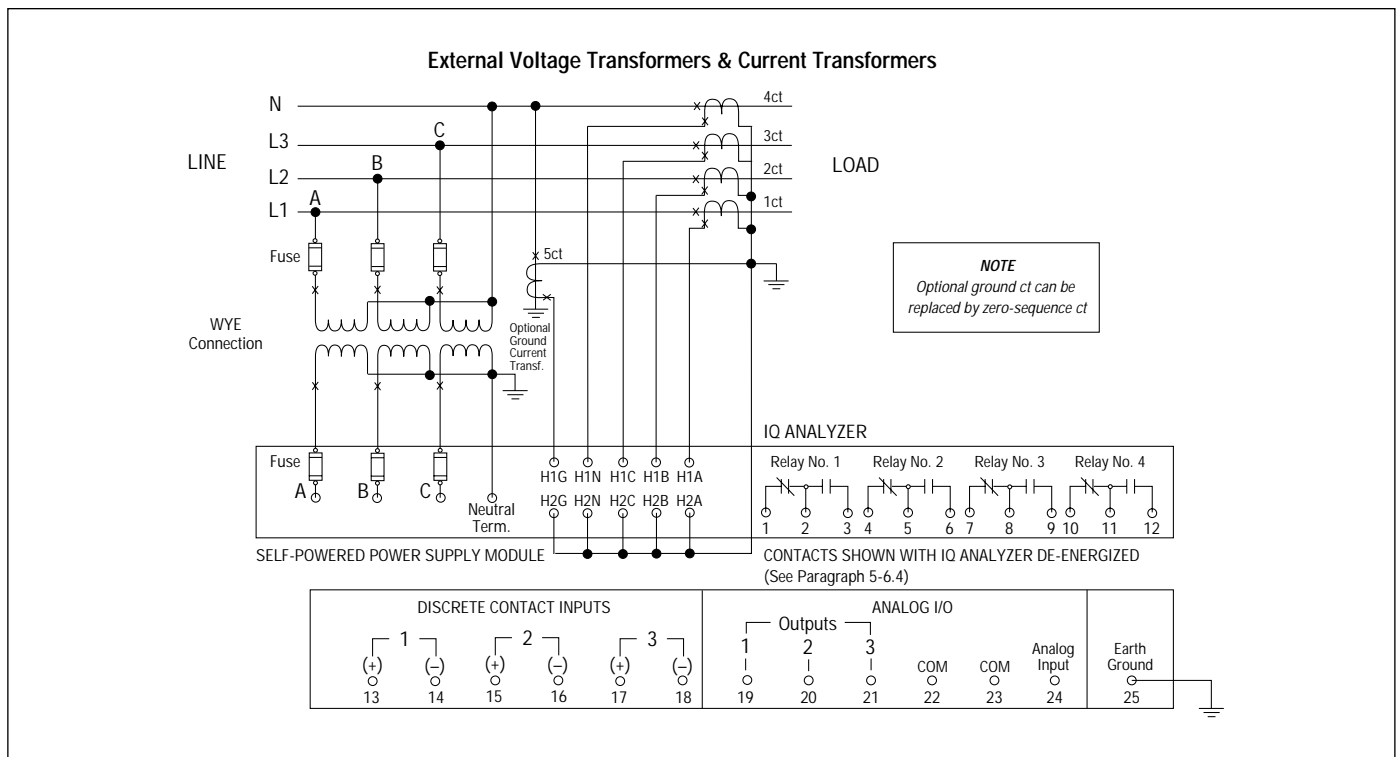 External Voltage Transformers & Current Transformers
N
4ct
C
L3
3ct
LINE
LOAD
B
L2
2ct
A
L1
1ct
Fuse
5ct
NOTE
Optional ground ct can be
replaced by zero-sequence ct
WYE
Connection
Optional
Ground
Current
Transf.
IQ ANALYZER
Fuse
A
B
C
Neutral
Term.
H1G H1N H1C H1B H1A
H2G H2N H2C H2B H2A
Relay No. 1 Relay No. 2 Relay No. 3 Relay No. 4
1 2 3 4 5 6 7 8 9 10 11 12
SELF-POWERED POWER SUPPLY MODULE
CONTACTS SHOWN WITH IQ ANALYZER DE-ENERGIZED
(See Paragraph 5-6.4)
DISCRETE CONTACT INPUTS
1 2 3
(+) (–) (+) (–) (+) (–)
13 14 15 16 17 18
ANALOG I/O
Outputs
1 2 3
COM COM
Analog
Input
19 20 21 22 23 24
Earth
Ground
25